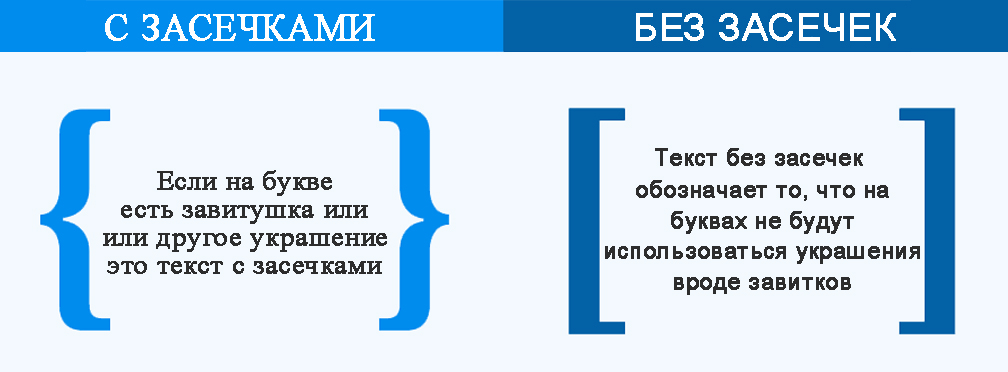 С ЗАСЕЧКАМИ
Если на букве
есть завитушка или
или другое украшение
это текст с засечками
БЕЗ ЗАСЕЧЕК
Текст без засечек
обозначает то, что на
буквах не будут
использоваться украшения
вроде завитков